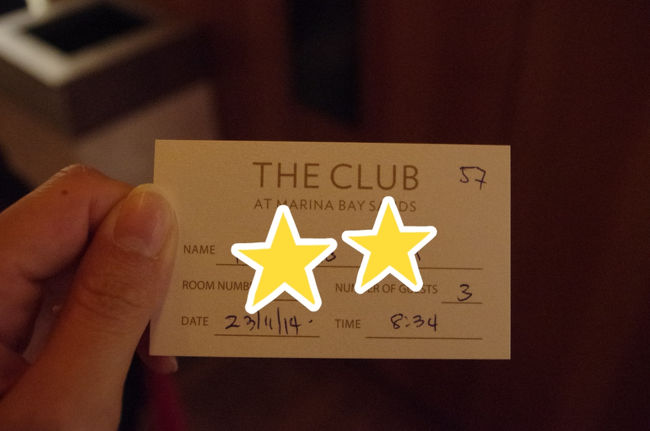 THE CLUB
57
AT MARINA BAY SANDS
NAME
ROOM NUMB NUMBER OF GUESTS 3
DATE 23/11/14 TIME 8:34